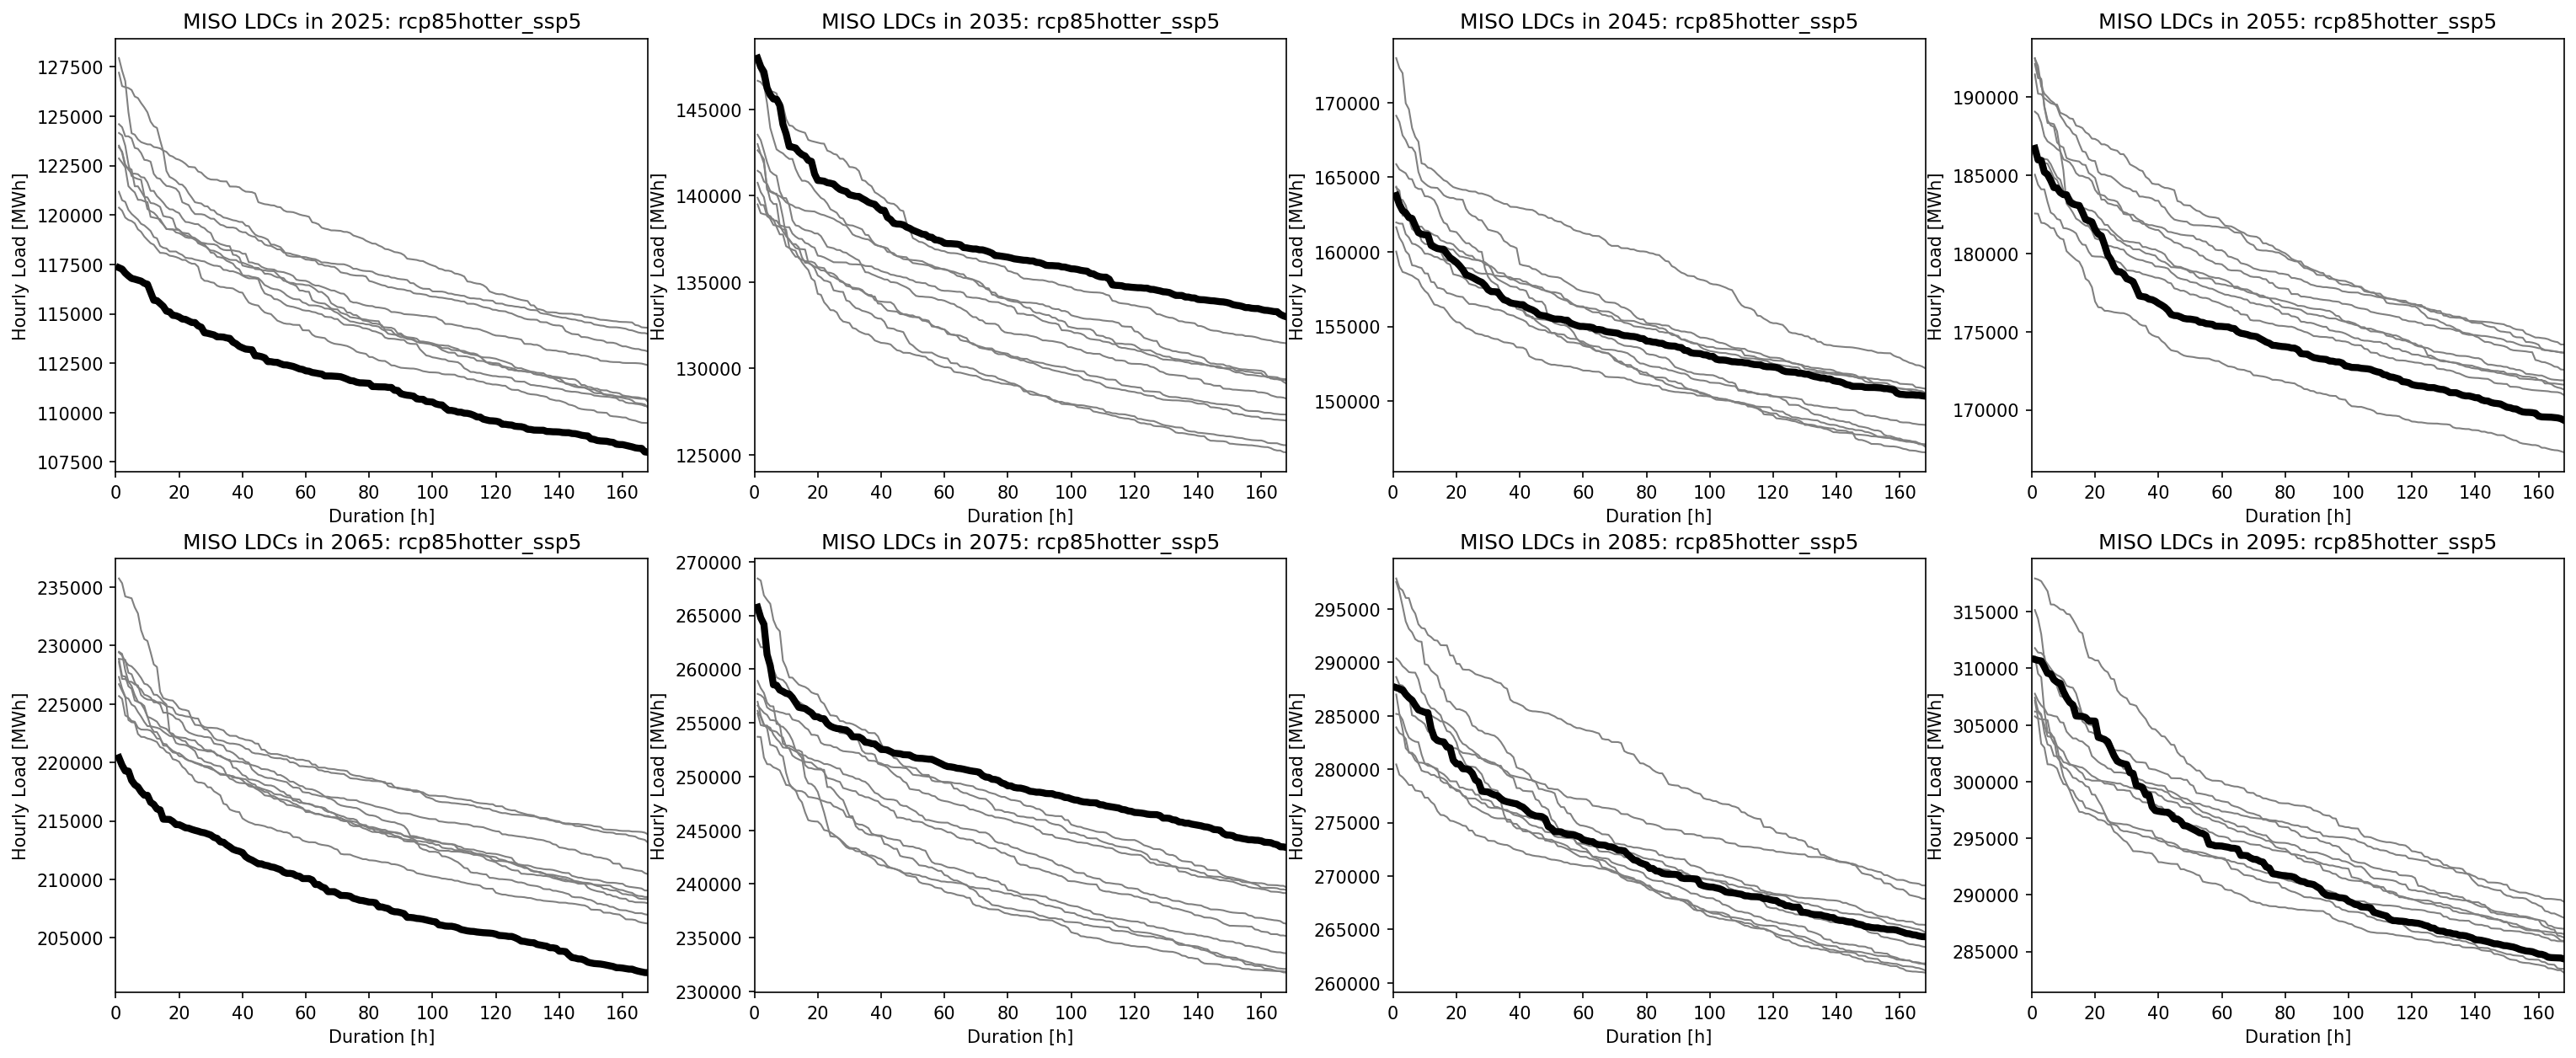 MISO LDCs in 2025: rcp85hotter_ssp5
127500
125000
122500
120000
117500
115000
112500
110000
107500
Hourly Load [MWh]
0 20 40 60 80 100 120 140 160
Duration [h]
MISO LDCs in 2035: rcp85hotter_ssp5
145000
140000
135000
130000
125000
Hourly Load [MWh]
0 20 40 60 80 100 120 140 160
Duration [h]
MISO LDCs in 2045: rcp85hotter_ssp5
170000
165000
160000
155000
150000
Hourly Load [MWh]
0 20 40 60 80 100 120 140 160
Duration [h]
MISO LDCs in 2055: rcp85hotter_ssp5
190000
185000
180000
175000
170000
Hourly Load [MWh]
0 20 40 60 80 100 120 140 160
Duration [h]
MISO LDCs in 2065: rcp85hotter_ssp5
235000
230000
225000
220000
215000
210000
205000
Hourly Load [MWh]
0 20 40 60 80 100 120 140 160
Duration [h]
MISO LDCs in 2075: rcp85hotter_ssp5
270000
265000
260000
255000
250000
245000
240000
235000
230000
Hourly Load [MWh]
0 20 40 60 80 100 120 140 160
Duration [h]
MISO LDCs in 2085: rcp85hotter_ssp5
295000
290000
285000
280000
275000
270000
265000
260000
Hourly Load [MWh]
0 20 40 60 80 100 120 140 160
Duration [h]
MISO LDCs in 2095: rcp85hotter_ssp5
315000
310000
305000
300000
295000
290000
285000
Hourly Load [MWh]
0 20 40 60 80 100 120 140 160
Duration [h]